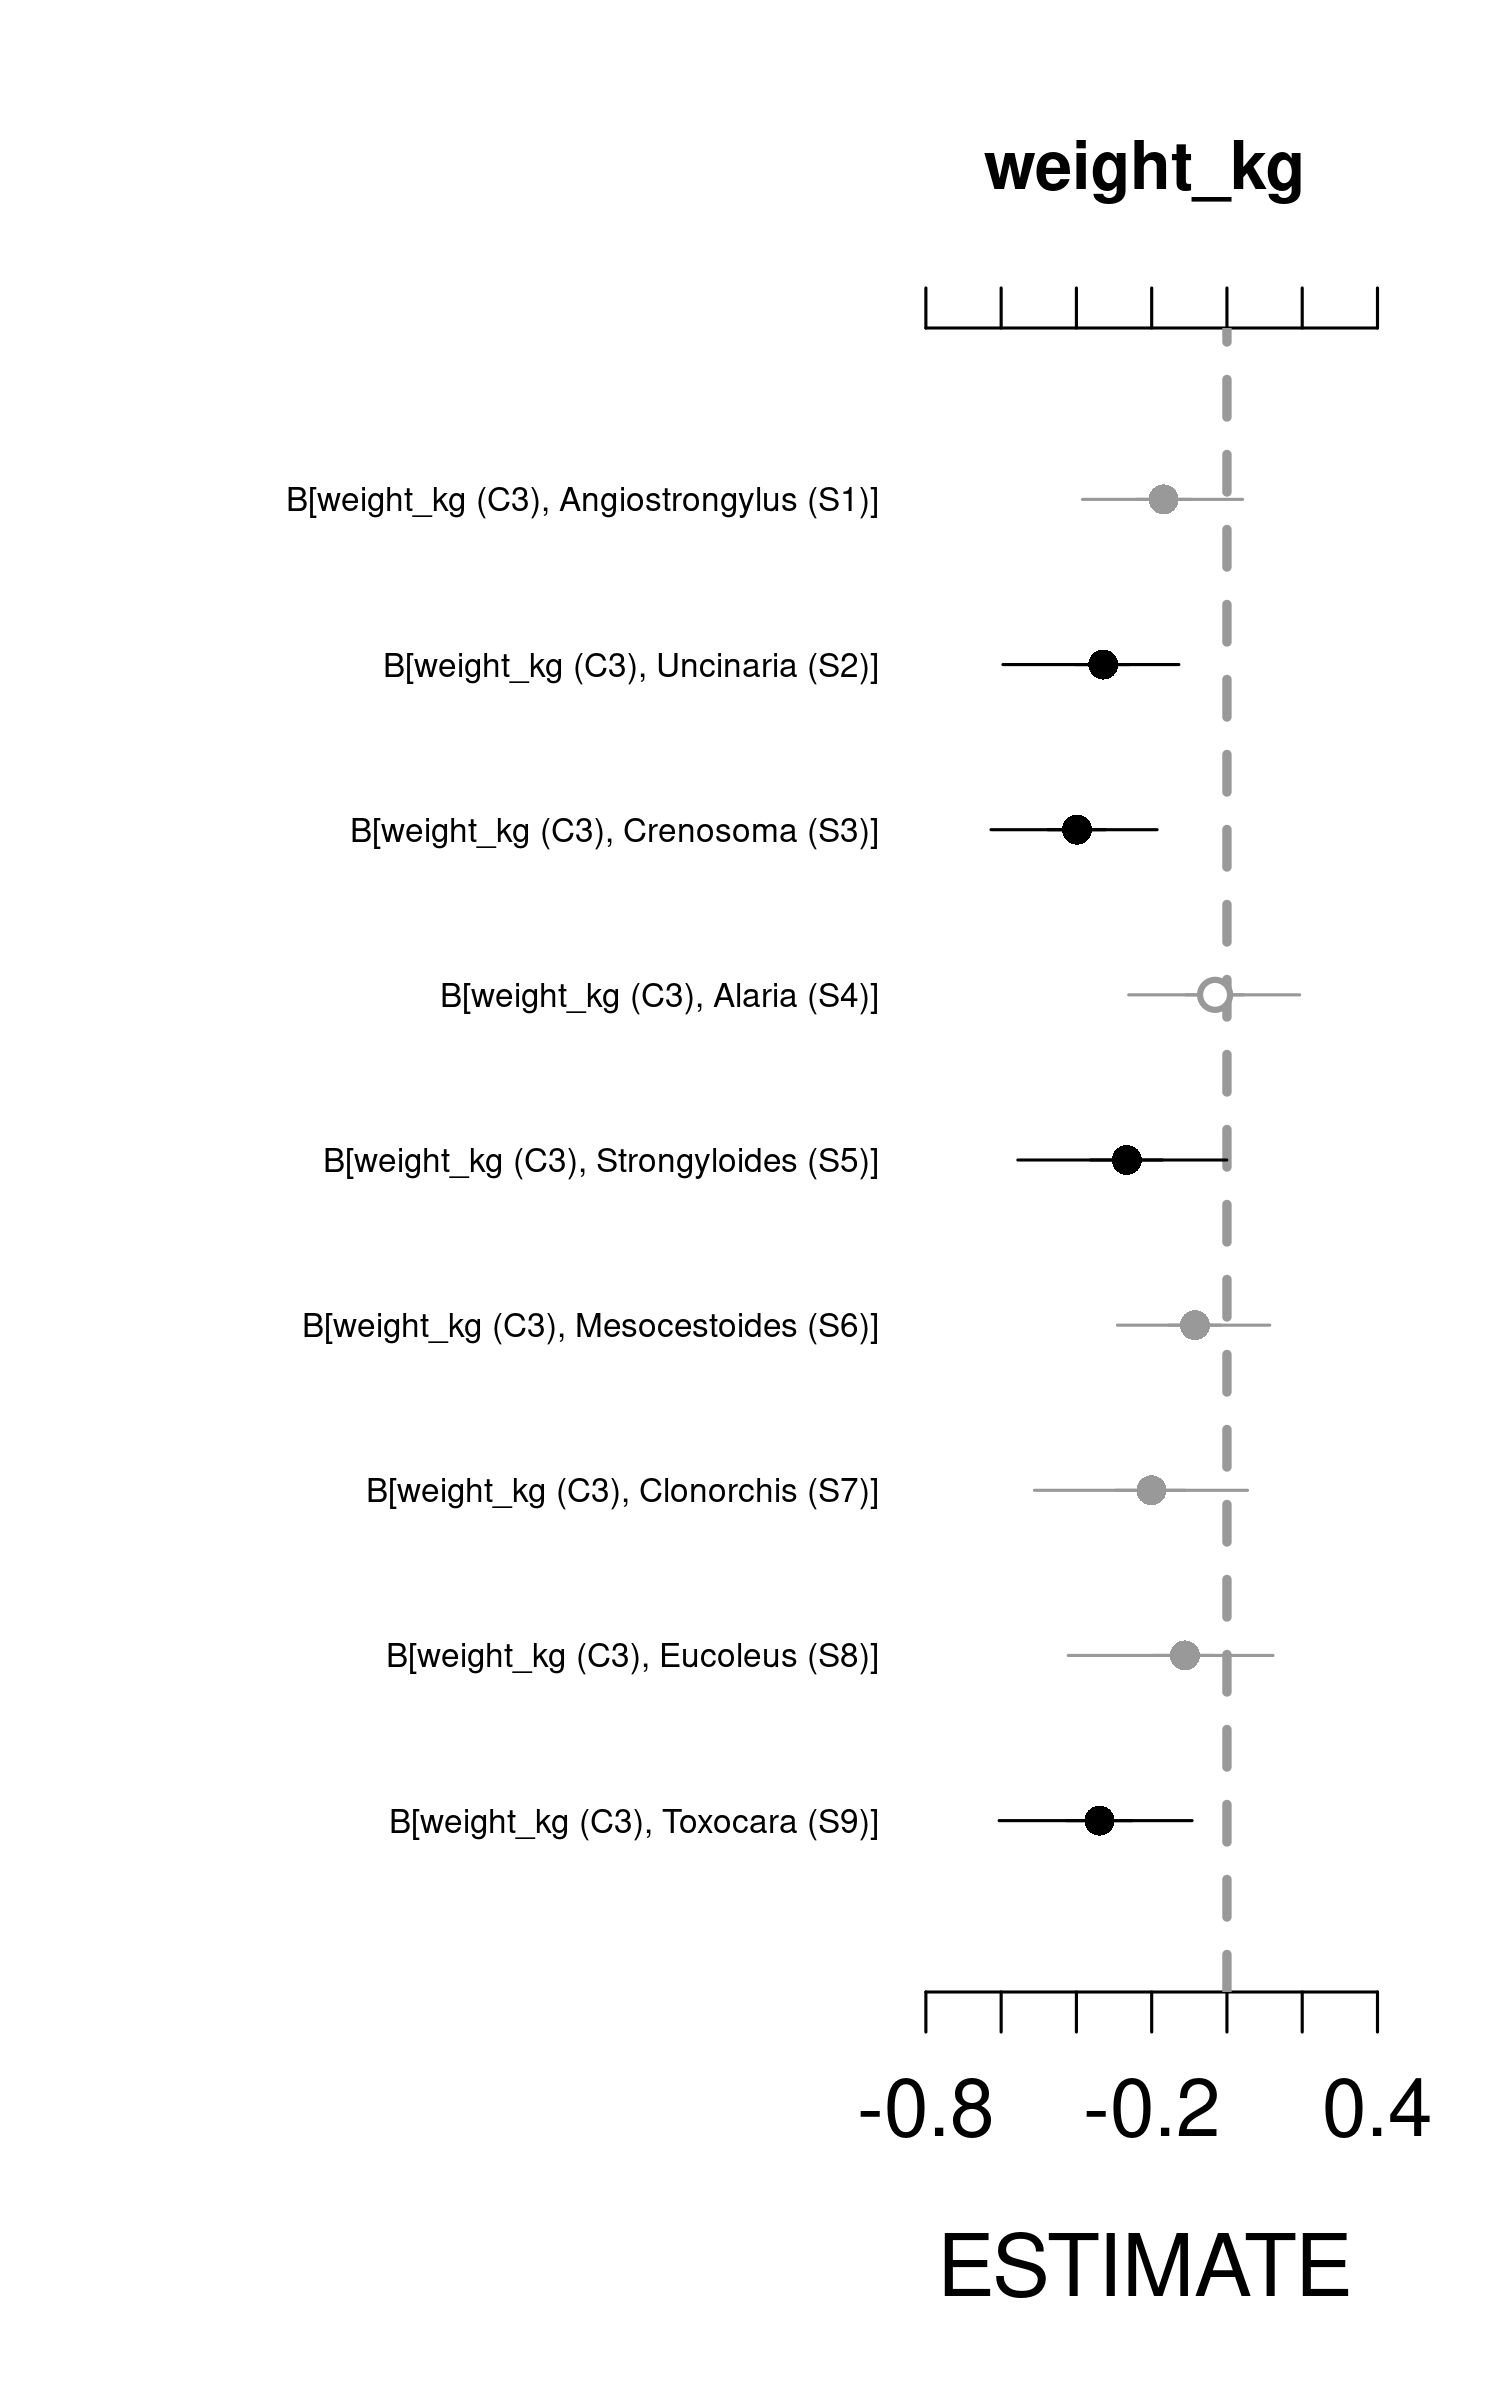 weight_kg
B[weight_kg (C3), Angiostrongylus (S1)]
B[weight_kg (C3), Uncinaria (S2)]
B[weight_kg (C3), Crenosoma (S3)]
B[weight_kg (C3), Alaria (S4)]
B[weight_kg (C3), Strongyloides (S5)]
B[weight_kg (C3), Mesocestoides (S6)]
B[weight_kg (C3), Clonorchis (S7)]
B[weight_kg (C3), Eucoleus (S8)]
B[weight_kg (C3), Toxocara (S9)]
-0.8 -0.2 0.4
ESTIMATE